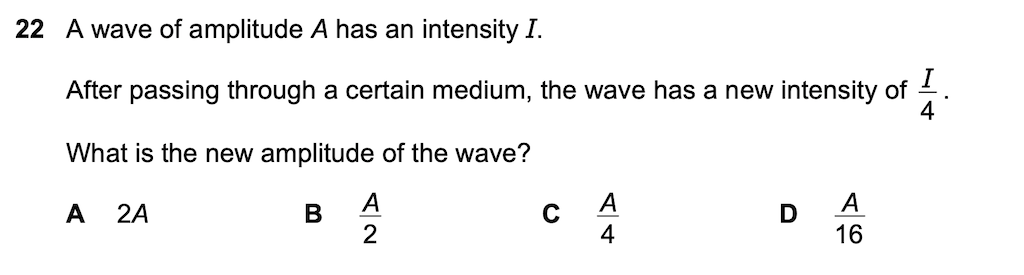 22 A wave of amplitude A has an intensity I.
After passing through a certain medium, the wave has a new intensity of I/4.
What is the new amplitude of the wave?
A 2A B A/2 C A/4 D A/16